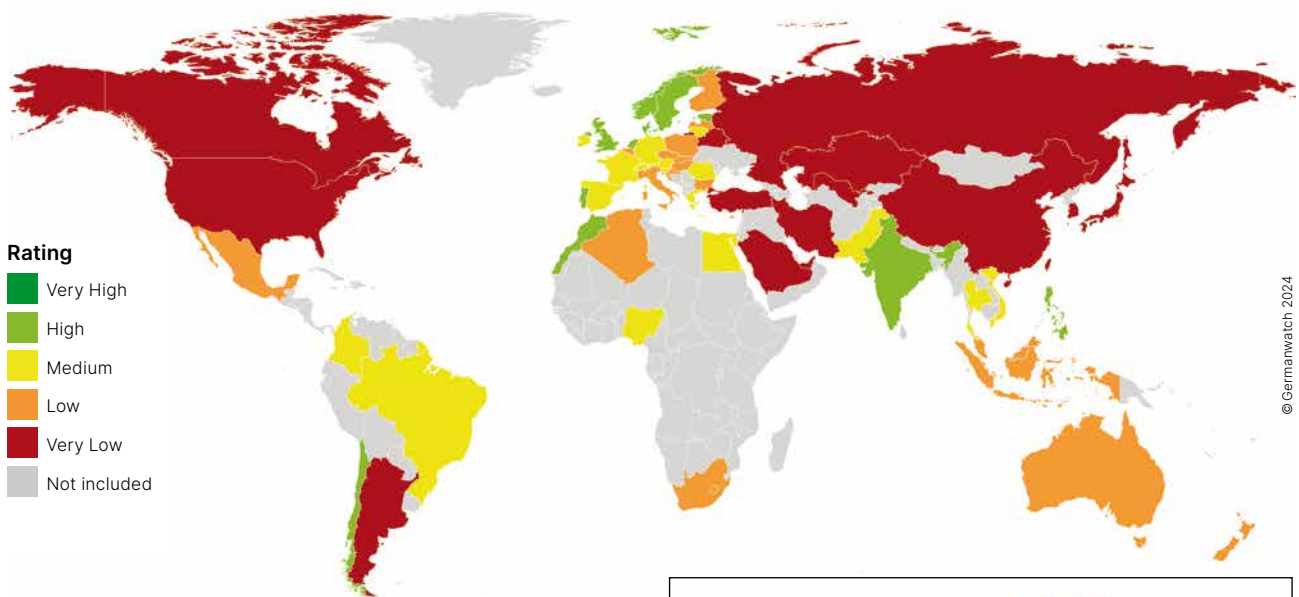 Rating
Very High
High
Medium
Low
Very Low
Not included
© Germanwatch 2024